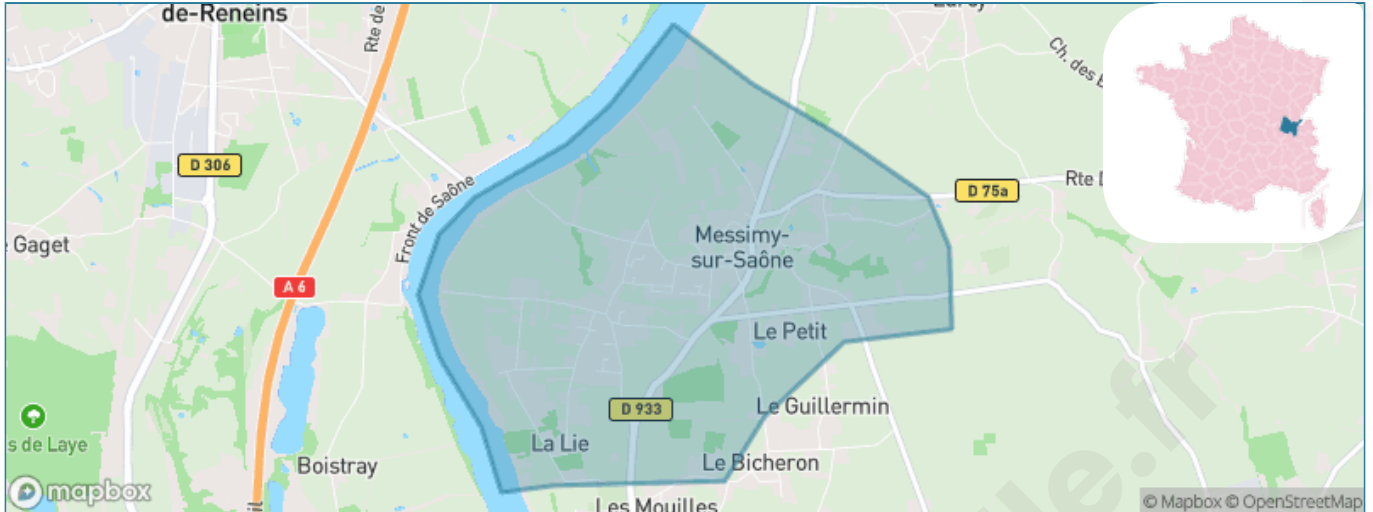 de-Reneins
Rte de
Ch. des
D 306
Front de Saône
D 75a
Rte
Gaget
Messimy-
sur-Saône
A 6
Le Petit
D 933
Le Guillermin
s de Laye
La Lie
Boistray
Le Bicheron
mapbox
Les Mouilles
© Mapbox © OpenStreetMap